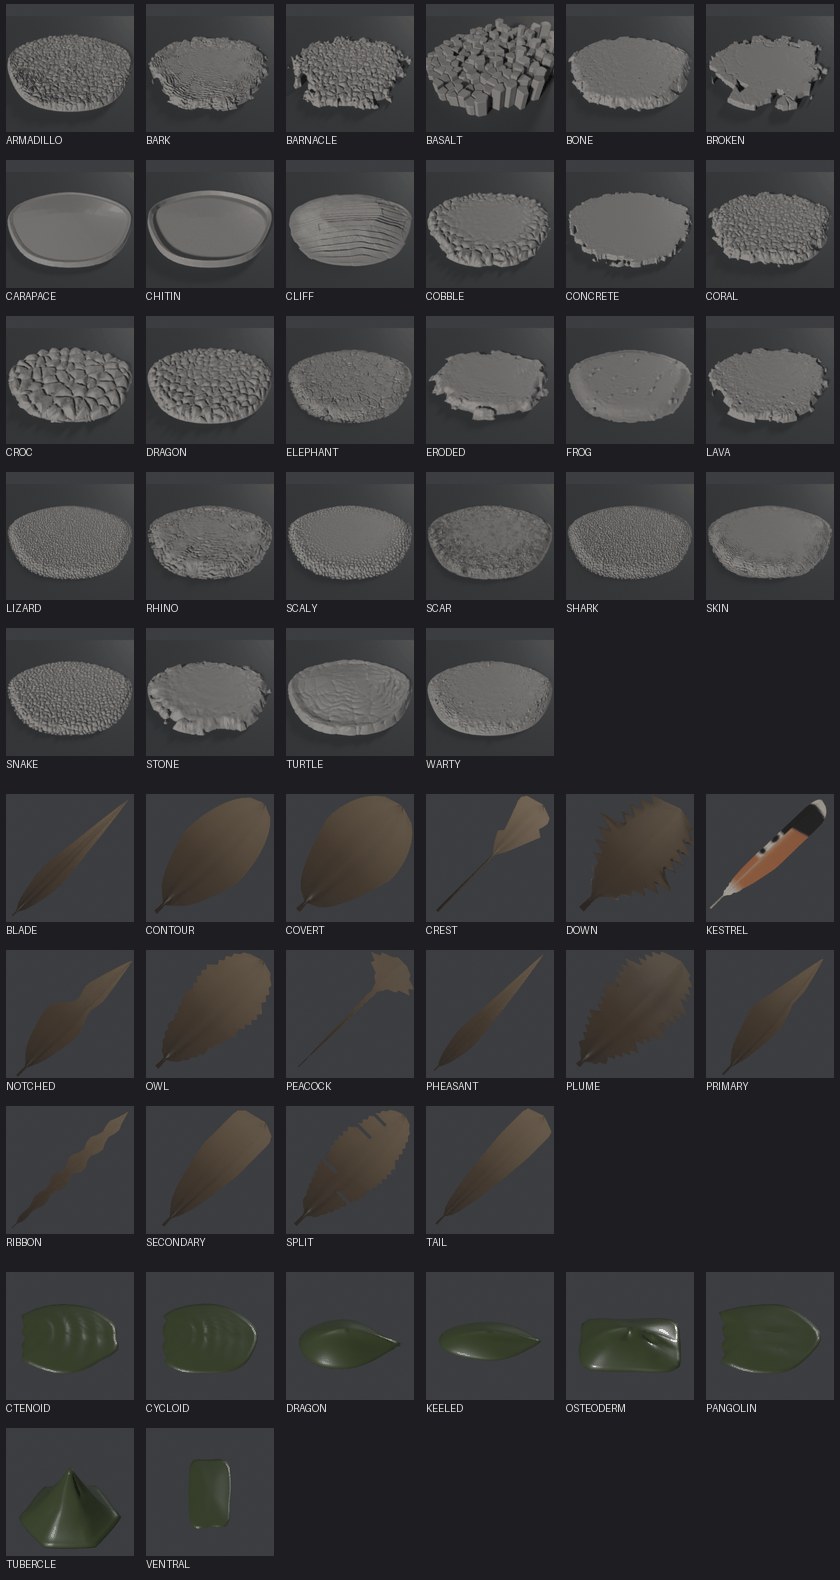 ARMADILLO BARK BARNACLE BASALT BONE BROKEN
CARAPACE CHITIN CLIFF COBBLE CONCRETE CORAL
CROC DRAGON ELEPHANT ERODED FROG LAVA
LIZARD RHINO SCALY SCAR SHARK SKIN
SNAKE STONE TURTLE WARTY
BLADE CONTOUR COVERT CREST DOWN KESTREL
NOTCHED OWL PEACOCK PHEASANT PLUME PRIMARY
RIBBON SECONDARY SPLIT TAIL
CTENOID CYCLOID DRAGON KEELED OSTEODERM PANGOLIN
TUBERCLE VENTRAL